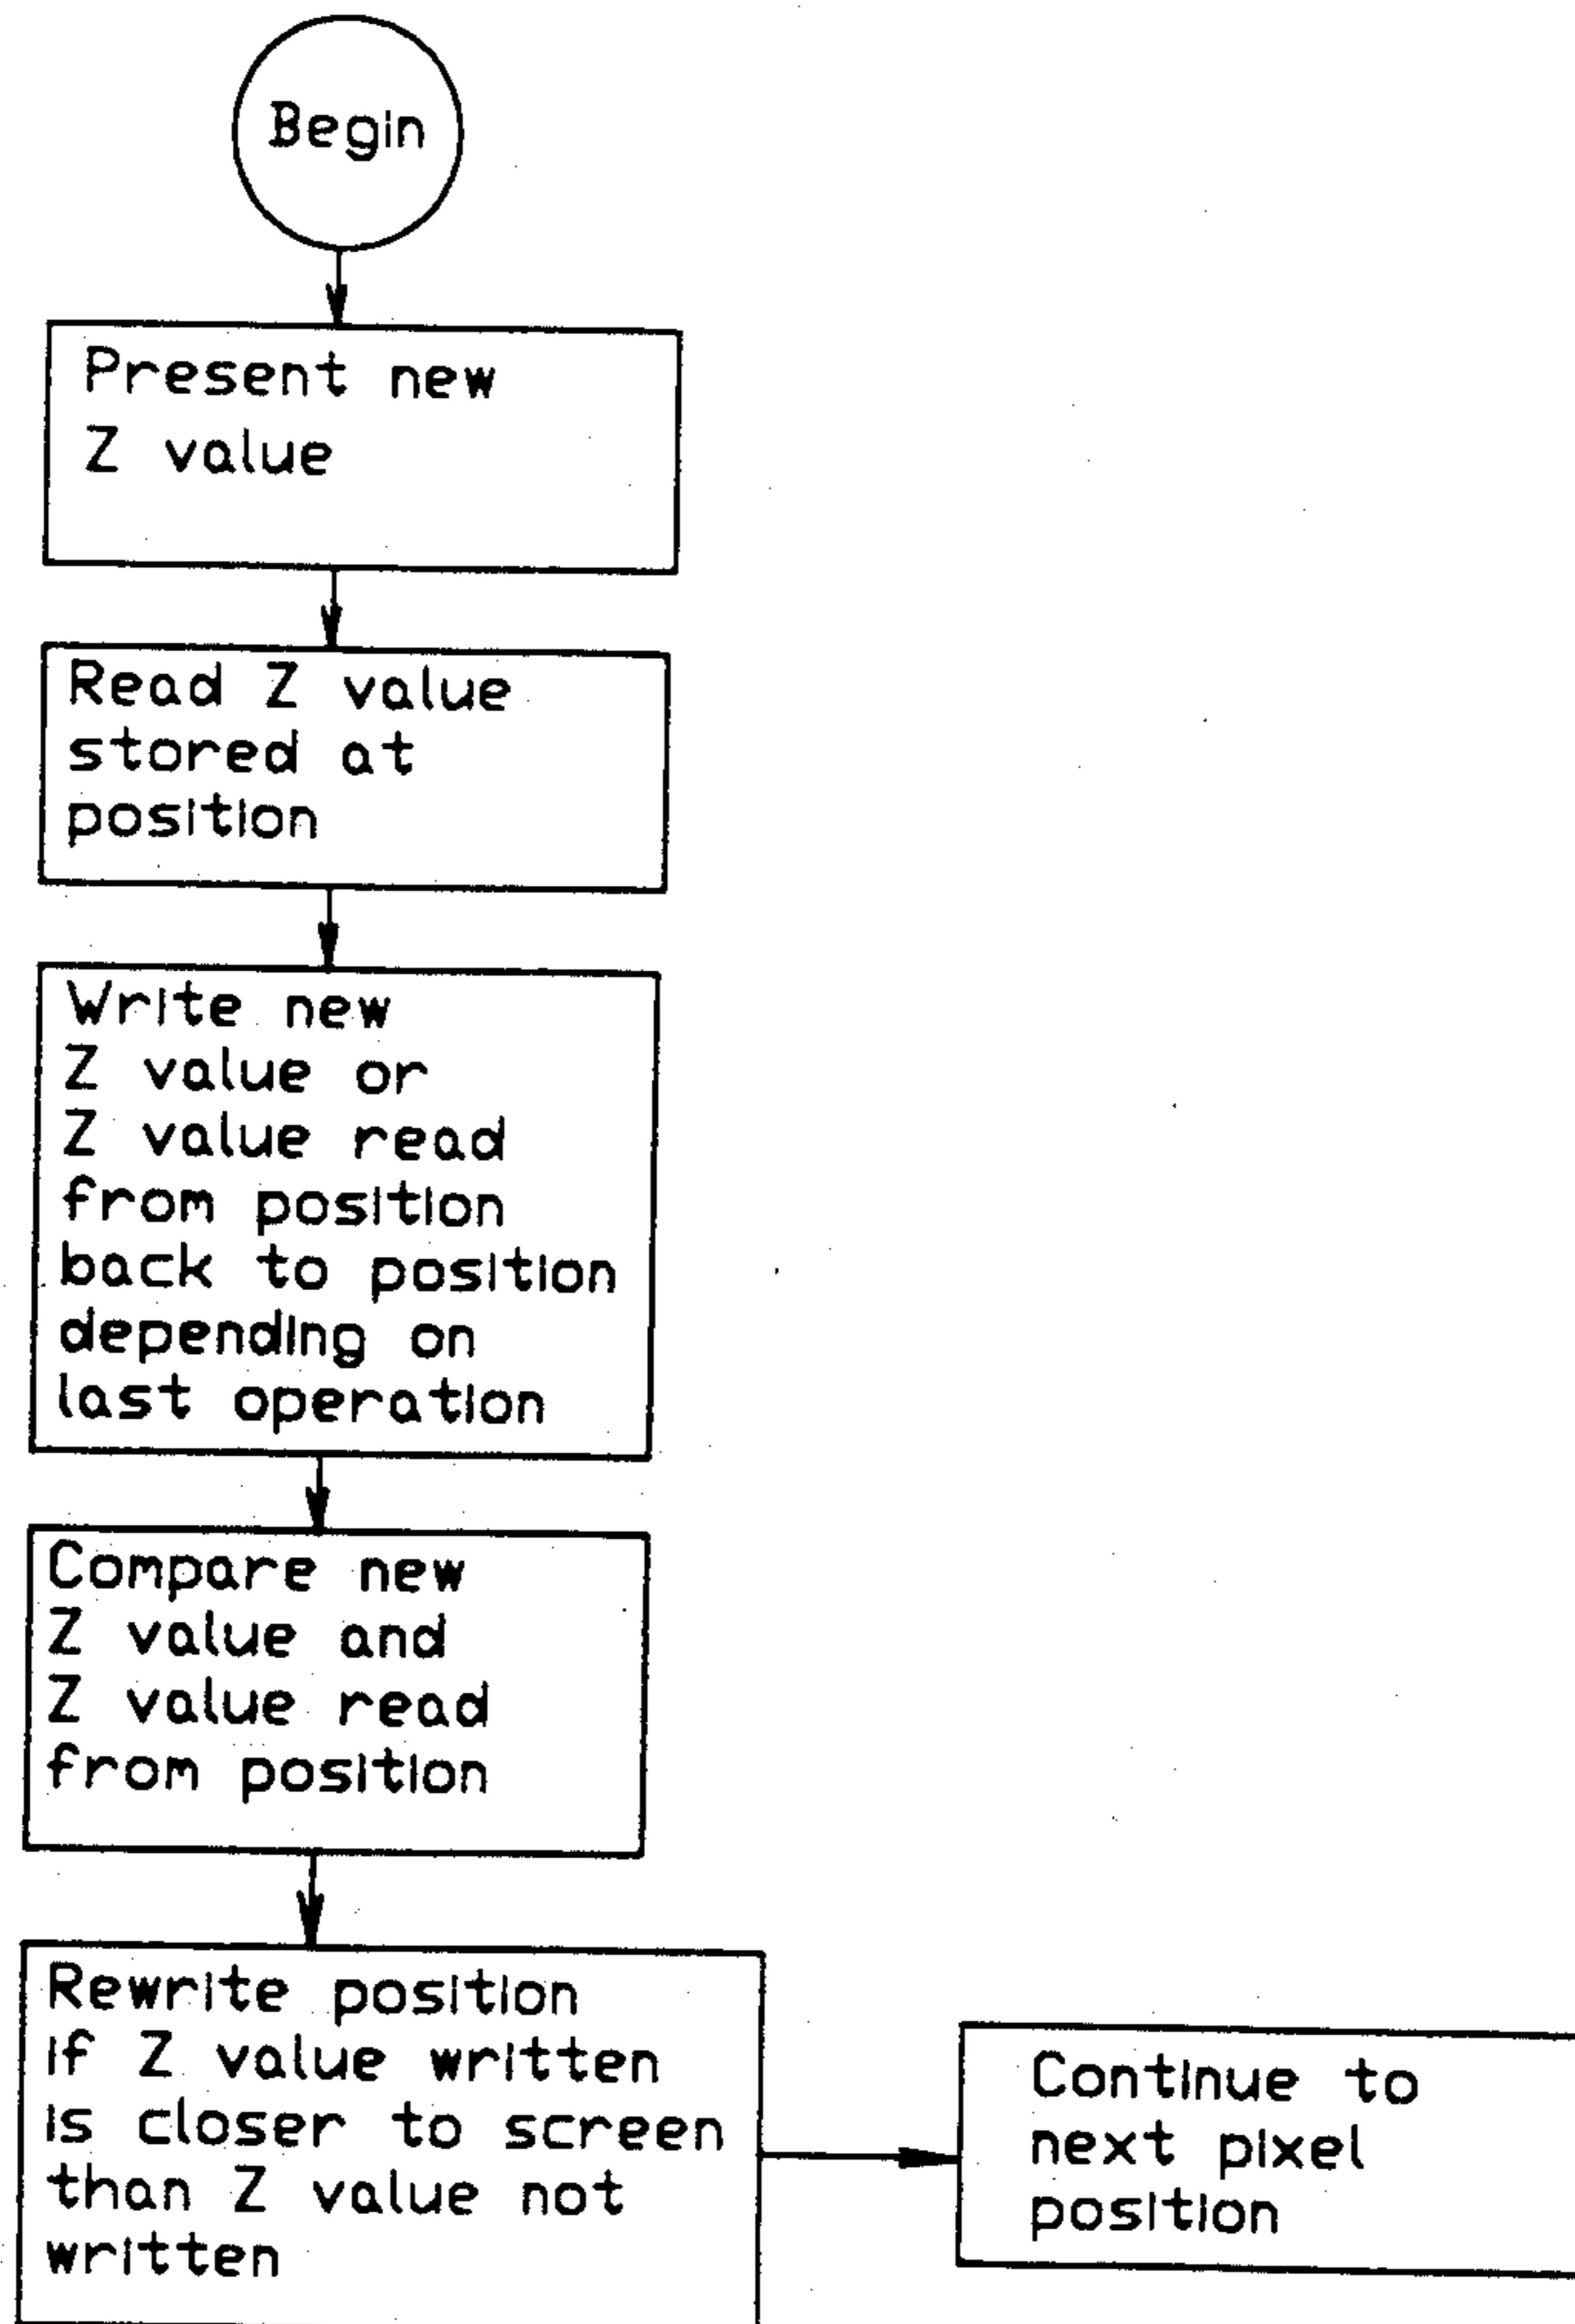 Begin
Present new
Z value
Read Z value
stored at
position
Write new
Z value or
Z value read
from position
back to position
depending on
last operation
Compare new
Z value and
Z value read
from position
Rewrite position
if Z value written
is closer to screen
than Z value not
written
Continue to
next pixel
position